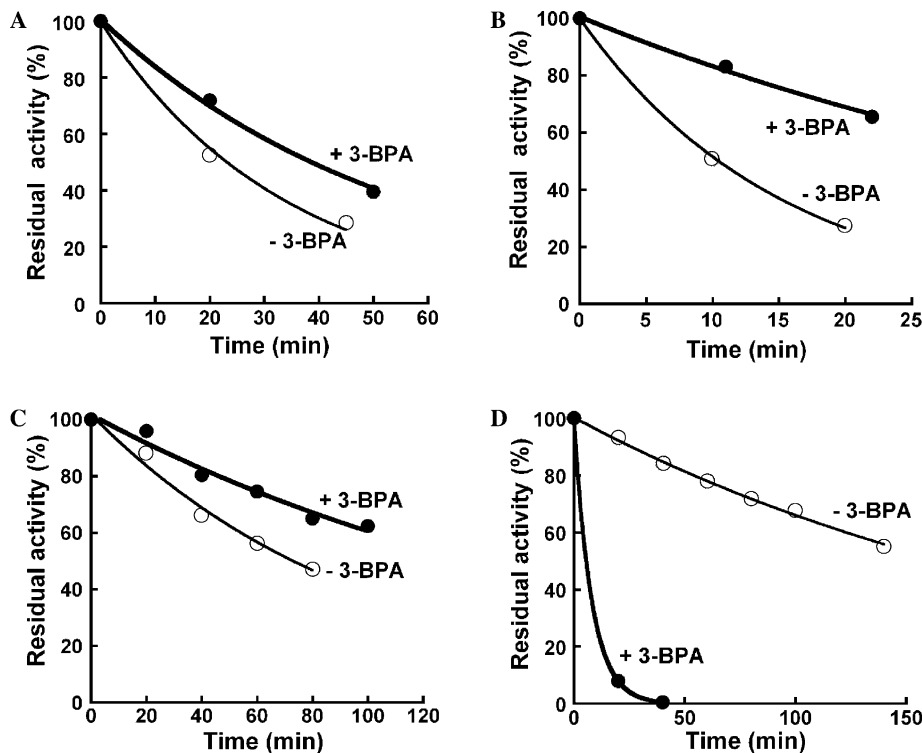 A
Residual activity (%)
100
80
60
40
20
0
+ 3-BPA
- 3-BPA
0 10 20 30 40 50 60
Time (min)
B
Residual activity (%)
100
80
60
40
20
0
+ 3-BPA
- 3-BPA
0 5 10 15 20 25
Time (min)
C
Residual activity (%)
100
80
60
40
20
0
+ 3-BPA
- 3-BPA
0 20 40 60 80 100 120
Time (min)
D
Residual activity (%)
100
80
60
40
20
0
- 3-BPA
+ 3-BPA
0 50 100 150
Time (min)